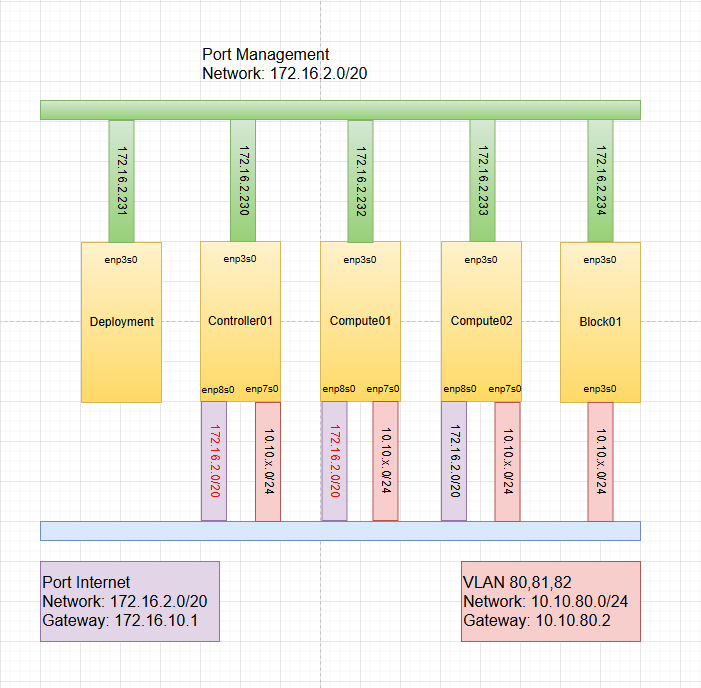 Port Management
Network: 172.16.2.0/20
172.16.2.231
172.16.2.230
172.16.2.232
172.16.2.233
172.16.2.234
enp3s0
enp3s0
enp3s0
enp3s0
enp3s0
Deployment
Controller01
Compute01
Compute02
Block01
enp8s0
enp7s0
enp8s0
enp7s0
enp8s0
enp7s0
enp3s0
172.16.2.0/20
10.10.x.0/24
172.16.2.0/20
10.10.x.0/24
172.16.2.0/20
10.10.x.0/24
10.10.x.0/24
Port Internet
Network: 172.16.2.0/20
Gateway: 172.16.10.1
VLAN 80,81,82
Network: 10.10.80.0/24
Gateway: 10.10.80.2